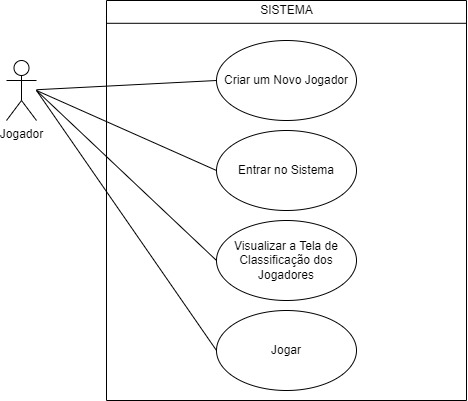 SISTEMA
Criar um Novo Jogador
Jogador
Entrar no Sistema
Visualizar a Tela de
Classificação dos
Jogadores
Jogar